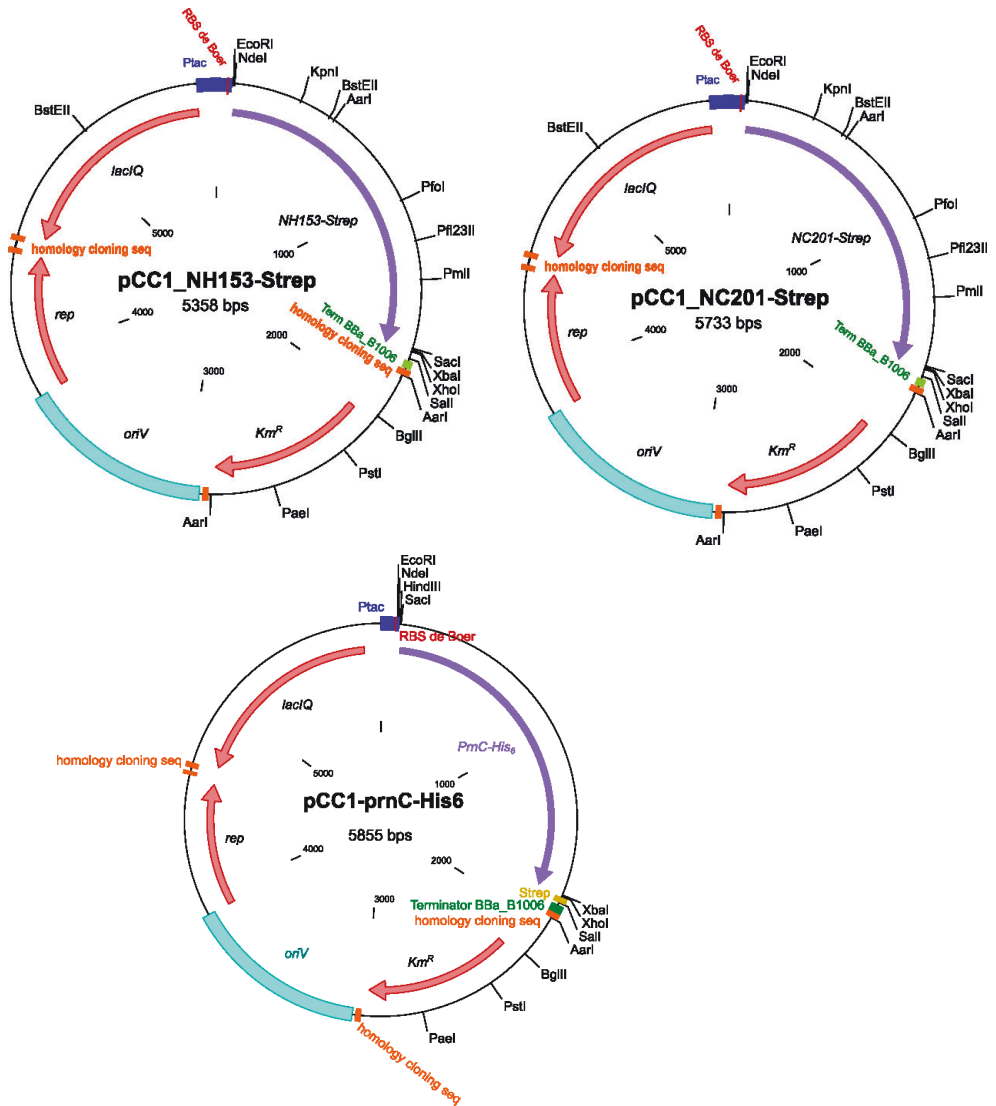 RBS de Boer
Ptac
EcoRI
NdeI
KpnI
BstEII
AarI
BstEII
lacIQ
I
PfoI
5000
NH153-Strep
1000
Pfl23II
homology cloning seq
pCC1_NH153-Strep
5358 bps
PmlI
rep
4000
Term BBa_B1006
homology cloning seq
2000
3000
SacI
XbaI
XhoI
SalI
AarI
BglII
oriV
KmR
PstI
PaeI
AarI
RBS de Boer
Ptac
EcoRI
NdeI
KpnI
BstEII
AarI
BstEII
lacIQ
I
PfoI
5000
NC201-Strep
1000
Pfl23II
homology cloning seq
pCC1_NC201-Strep
5733 bps
PmlI
rep
4000
Term BBa_B1006
2000
3000
SacI
XbaI
XhoI
SalI
AarI
BglII
oriV
KmR
PstI
PaeI
AarI
EcoRI
NdeI
HindIII
SacI
Ptac
RBS de Boer
lacIQ
I
homology cloning seq
PrnC-His6
5000
1000
pCC1-prnC-His6
5855 bps
rep
4000
2000
3000
Strep
Terminator BBa_B1006
homology cloning seq
XbaI
XhoI
SalI
AarI
oriV
KmR
BglII
PstI
PaeI
homology cloning seq